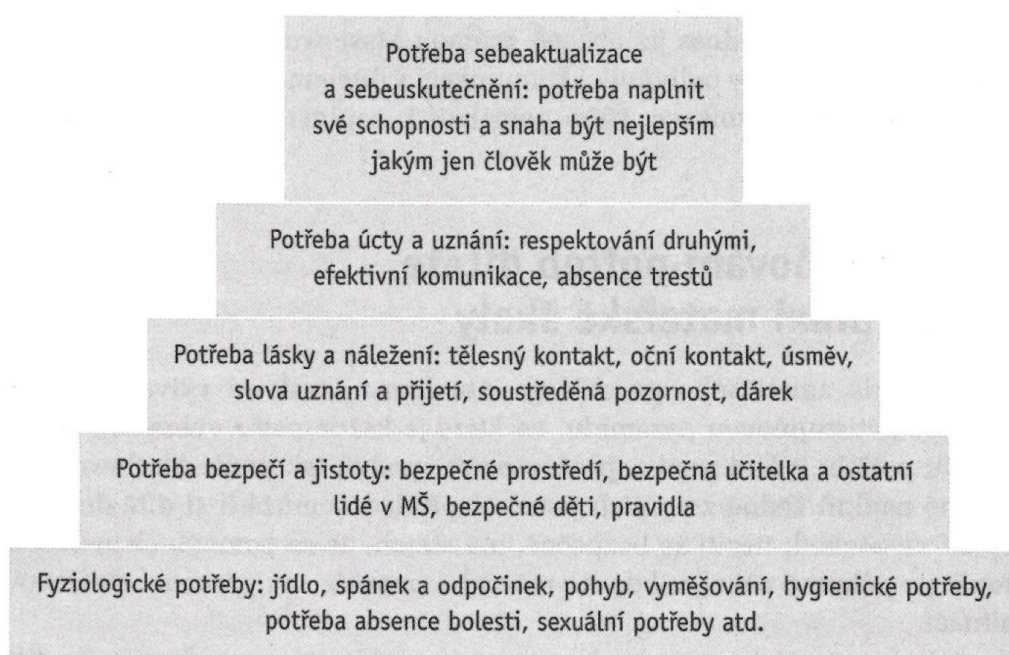 Potřeba sebeaktualizace
a sebeuskutečnění: potřeba naplnit
své schopnosti a snaha být nejlepším
jakým jen člověk může být
Potřeba úcty a uznání: respektování druhými,
efektivní komunikace, absence trestů
Potřeba lásky a náležení: tělesný kontakt, oční kontakt, úsměv,
slova uznání a přijetí, soustředěná pozornost, dárek
Potřeba bezpečí a jistoty: bezpečné prostředí, bezpečná učitelka a ostatní
lidé v MŠ, bezpečné děti, pravidla
Fyziologické potřeby: jídlo, spánek a odpočinek, pohyb, vyměšování, hygienické potřeby,
potřeba absence bolesti, sexuální potřeby atd.